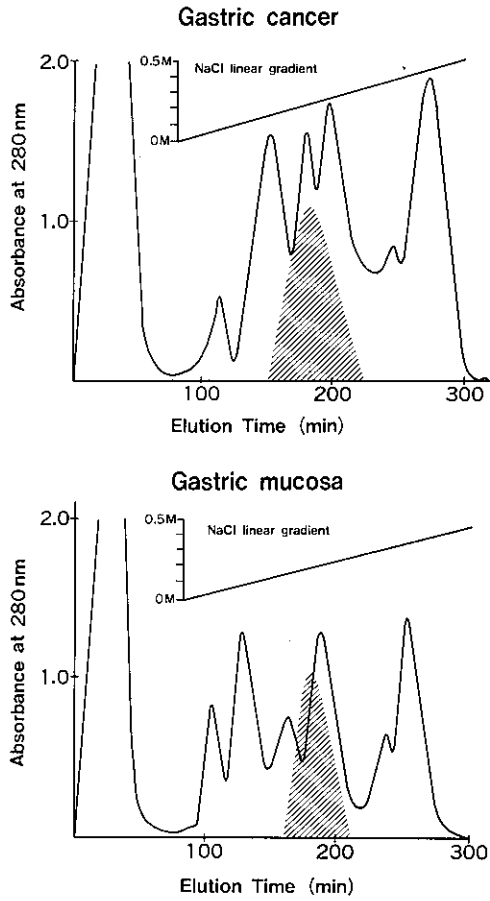 Gastric cancer
2.0
1.0
Absorbance at 280nm
0.5M
0M
NaCl linear gradient
100
200
300
Elution Time (min)
Gastric mucosa
2.0
1.0
Absorbance at 280nm
0.5M
0M
NaCl linear gradient
100
200
300
Elution Time (min)